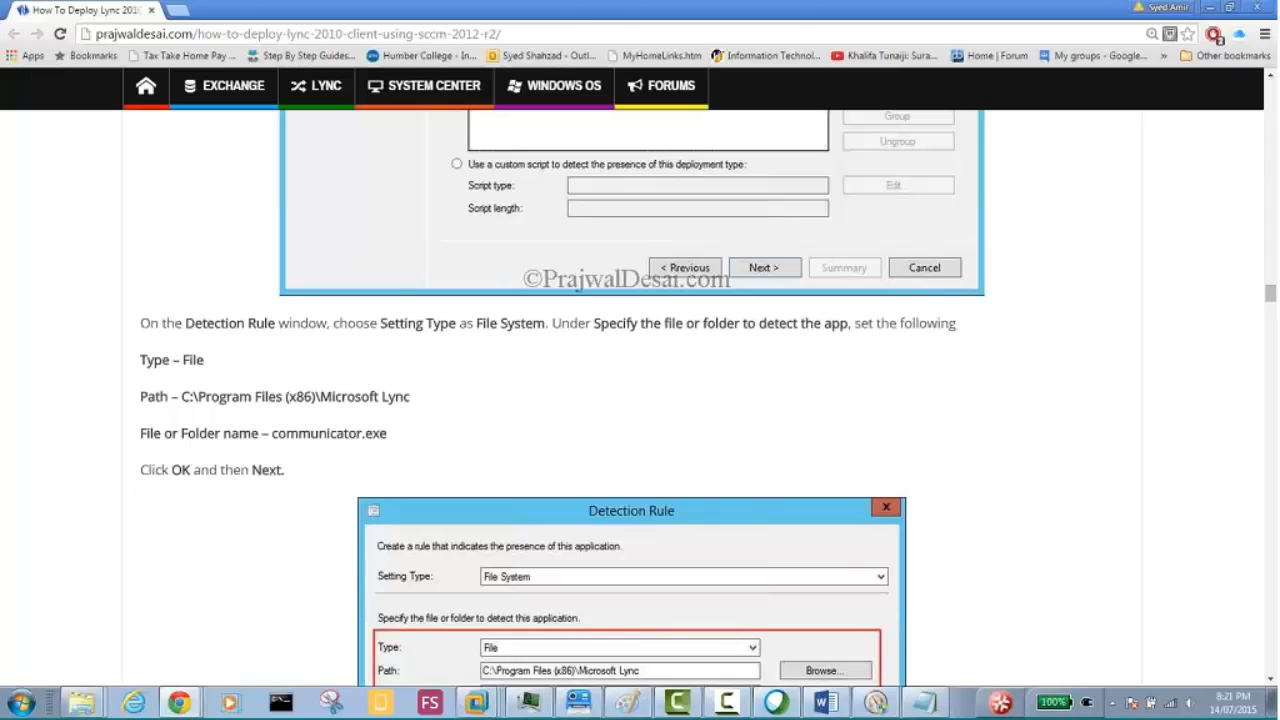 How To Deploy Lync 2010
Syed Amir
prajwaldesai.com/how-to-deploy-lync-2010-client-using-sccm-2012-r2/
Apps Bookmarks Tax Take Home Pay ... Step By Step Guides... Humber College - In... Syed Shahzad - Outl... MyHomeLinks.htm Information Technol... Khalifa Tunaiji: Sura... Home | Forum My groups - Google... » Other bookmarks
EXCHANGE LYNC SYSTEM CENTER WINDOWS OS FORUMS
Group
Ungroup
Use a custom script to detect the presence of this deployment type:
Script type: Edit
Script length:
< Previous Next > Summary Cancel
©PrajwalDesai.com
On the Detection Rule window, choose Setting Type as File System. Under Specify the file or folder to detect the app, set the following
Type – File
Path – C:\Program Files (x86)\Microsoft Lync
File or Folder name – communicator.exe
Click OK and then Next.
Detection Rule
Create a rule that indicates the presence of this application.
Setting Type: File System
Specify the file or folder to detect this application.
Type: File
Path: C:\Program Files (x86)\Microsoft Lync Browse...
FS
100%
8:21 PM
14/07/2015